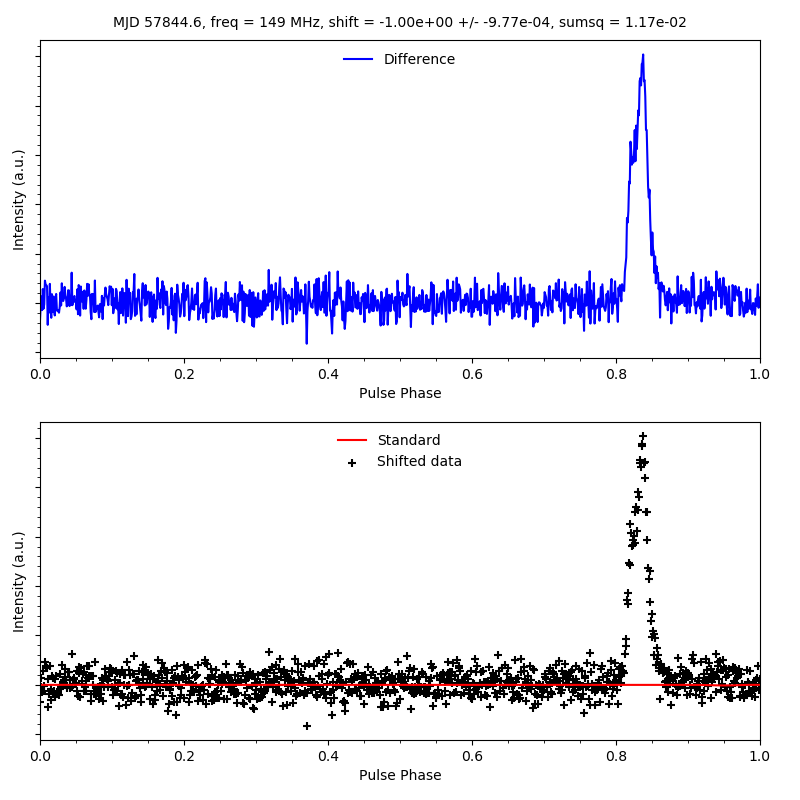 MJD 57844.6, freq = 149 MHz, shift = -1.00e+00 +/- -9.77e-04, sumsq = 1.17e-02
Difference
Intensity (a.u.)
0.0 0.2 0.4 0.6 0.8 1.0
Pulse Phase
Standard
Shifted data
Intensity (a.u.)
0.0 0.2 0.4 0.6 0.8 1.0
Pulse Phase